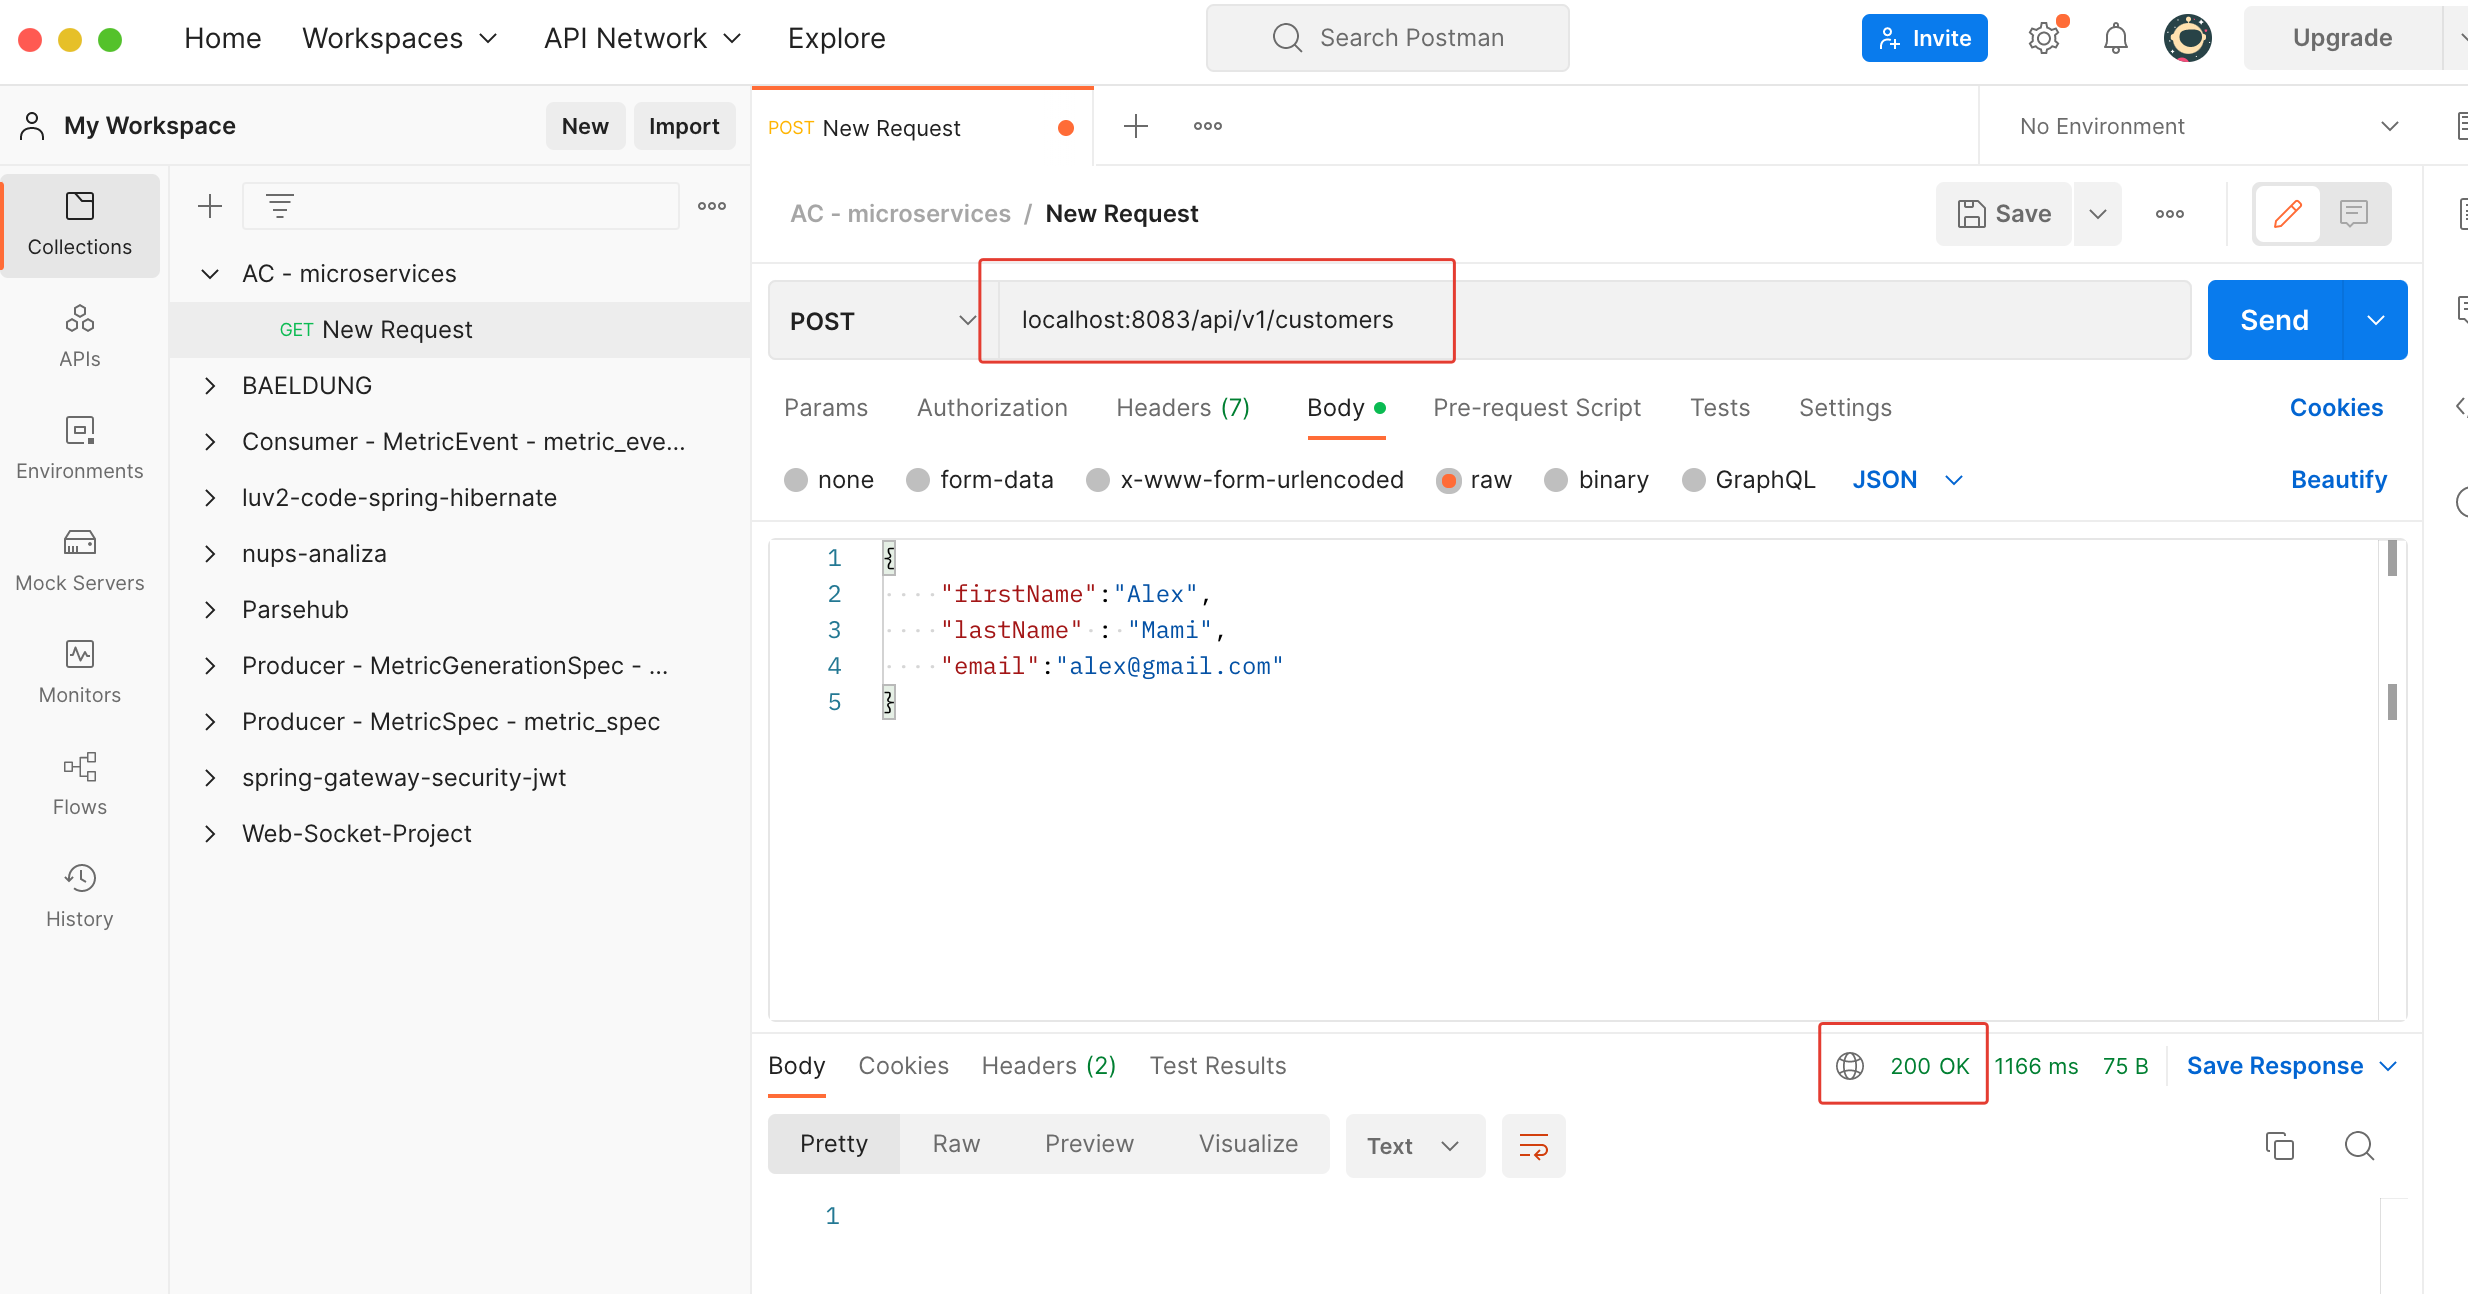 Home Workspaces API Network Explore Search Postman Invite Upgrade
My Workspace New Import
POST New Request
No Environment
Collections
APIs
Environments
Mock Servers
Monitors
Flows
History
AC - microservices
GET New Request
BAELDUNG
Consumer - MetricEvent - metric_eve...
luv2-code-spring-hibernate
nups-analiza
Parsehub
Producer - MetricGenerationSpec - ...
Producer - MetricSpec - metric_spec
spring-gateway-security-jwt
Web-Socket-Project
AC - microservices / New Request
Save
POST localhost:8083/api/v1/customers Send
Params Authorization Headers (7) Body Pre-request Script Tests Settings Cookies
none form-data x-www-form-urlencoded raw binary GraphQL JSON Beautify
1 {
2 "firstName":"Alex",
3 "lastName" : "Mami",
4 "email":"alex@gmail.com"
5 }
Body Cookies Headers (2) Test Results 200 OK 1166 ms 75 B Save Response
Pretty Raw Preview Visualize Text
1